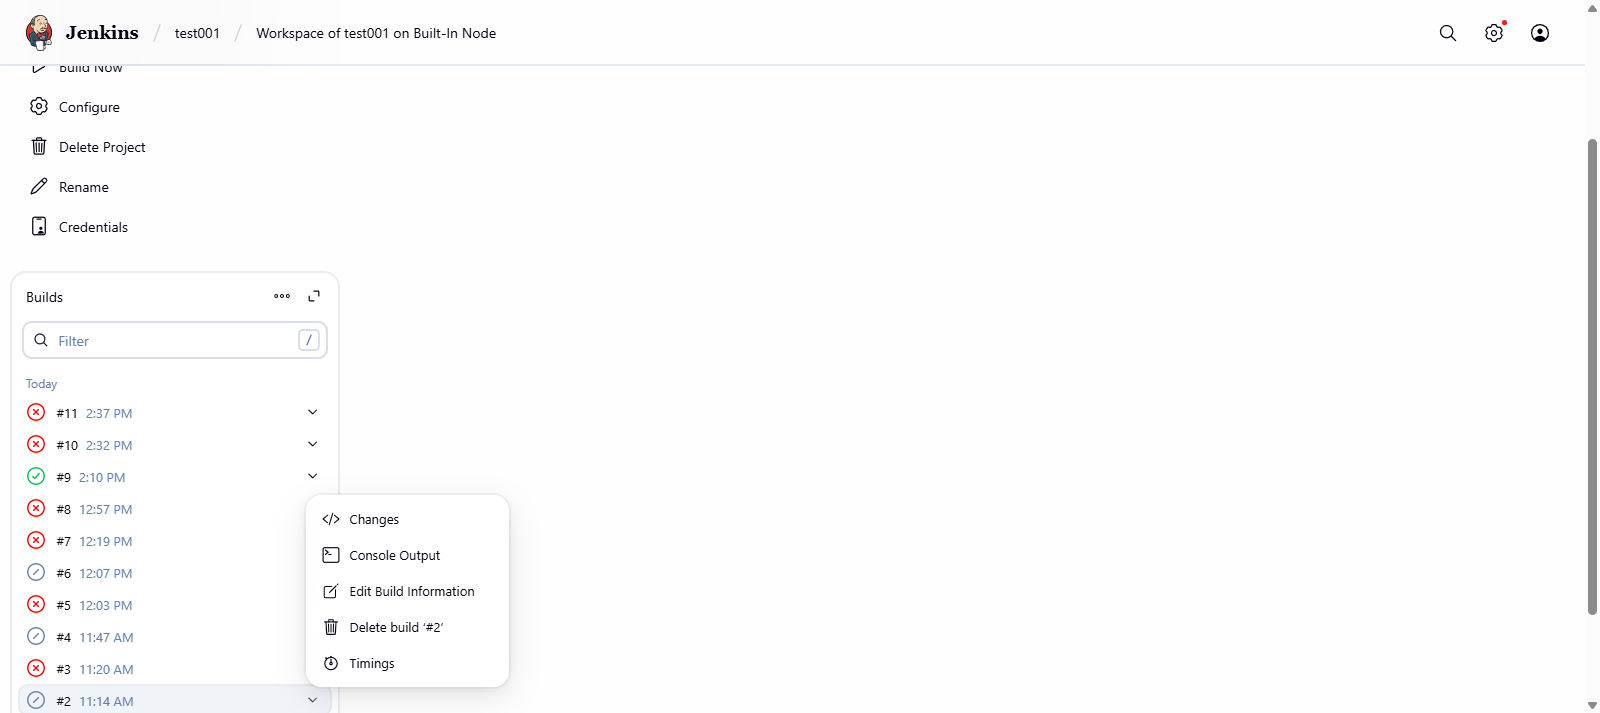 Jenkins / test001 / Workspace of test001 on Built-In Node
Build Now
Configure
Delete Project
Rename
Credentials
Builds
Filter /
Today
#11 2:37 PM
#10 2:32 PM
#9 2:10 PM
#8 12:57 PM
#7 12:19 PM
#6 12:07 PM
#5 12:03 PM
#4 11:47 AM
#3 11:20 AM
#2 11:14 AM
Changes
Console Output
Edit Build Information
Delete build ‘#2’
Timings